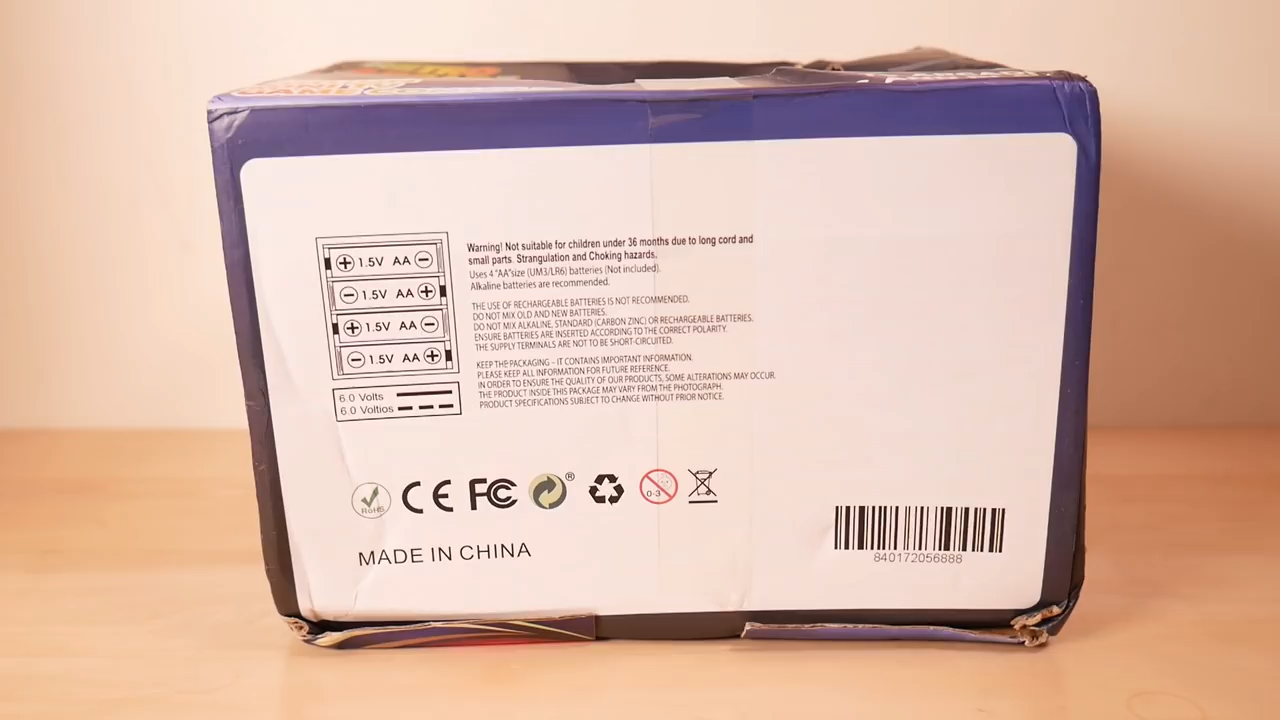 1.5V AA
1.5V AA
1.5V AA
1.5V AA
6.0 Volts
6.0 Voltios
Warning! Not suitable for children under 36 months due to long cord and
small parts. Strangulation and Choking hazards.
Uses 4 "AA"size (UM3/LR6) batteries (Not included).
Alkaline batteries are recommended.
THE USE OF RECHARGEABLE BATTERIES IS NOT RECOMMENDED.
DO NOT MIX OLD AND NEW BATTERIES.
DO NOT MIX ALKALINE, STANDARD (CARBON ZINC) OR RECHARGEABLE BATTERIES.
ENSURE BATTERIES ARE INSERTED ACCORDING TO THE CORRECT POLARITY.
THE SUPPLY TERMINALS ARE NOT TO BE SHORT-CIRCUITED.
KEEP THE PACKAGING – IT CONTAINS IMPORTANT INFORMATION.
PLEASE KEEP ALL INFORMATION FOR FUTURE REFERENCE.
IN ORDER TO ENSURE THE QUALITY OF OUR PRODUCTS, SOME ALTERATIONS MAY OCCUR.
THE PRODUCT INSIDE THIS PACKAGE MAY VARY FROM THE PHOTOGRAPH.
PRODUCT SPECIFICATIONS SUBJECT TO CHANGE WITHOUT PRIOR NOTICE.
RoHS CE FC ® 0-3
MADE IN CHINA
840172056888